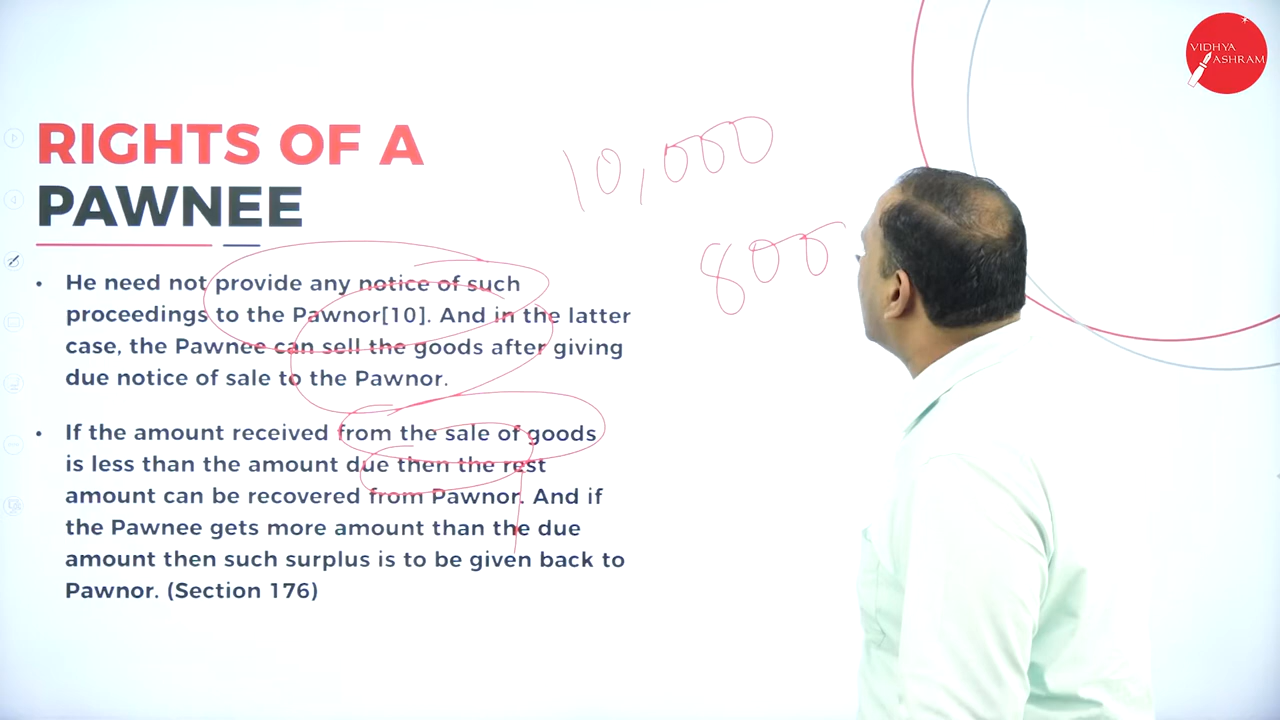 VIDHYA
ASHRAM
RIGHTS OF A
PAWNEE
10,000
800
He need not provide any notice of such
proceedings to the Pawnor[10]. And in the latter
case, the Pawnee can sell the goods after giving
due notice of sale to the Pawnor.
If the amount received from the sale of goods
is less than the amount due then the rest
amount can be recovered from Pawnor. And if
the Pawnee gets more amount than the due
amount then such surplus is to be given back to
Pawnor. (Section 176)